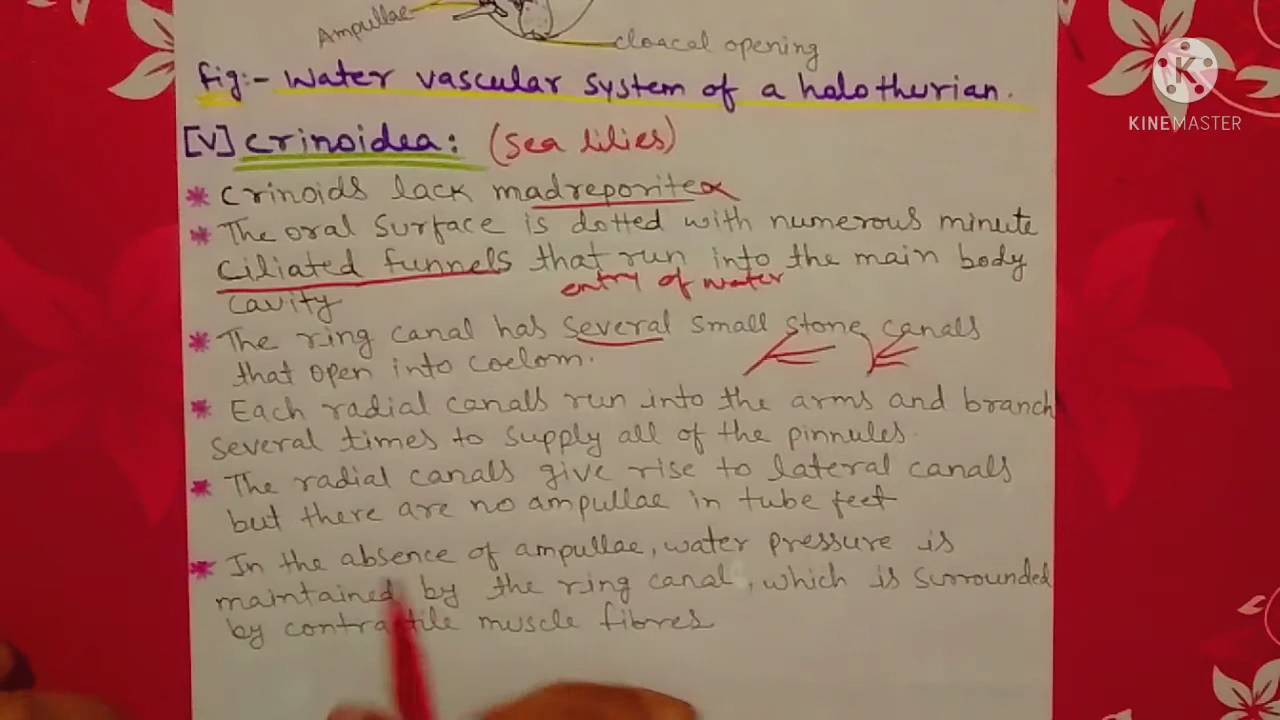 Ampullae
cloacal opening
Fig:- Water vascular system of a holothurian.
KINEMASTER
[V] Crinoidea: (Sea lilies)
* Crinoids lack madreporite
* The oral surface is dotted with numerous minute
ciliated funnels that run into the main body
entry of water
cavity
* The ring canal has several small stone canals
that open into coelom.
* Each radial canals run into the arms and branch
several times to supply all of the pinnules.
* The radial canals give rise to lateral canals
but there are no ampullae in tube feet
* In the absence of ampullae, water pressure is
maintained by the ring canal, which is surrounded
by contractile muscle fibres